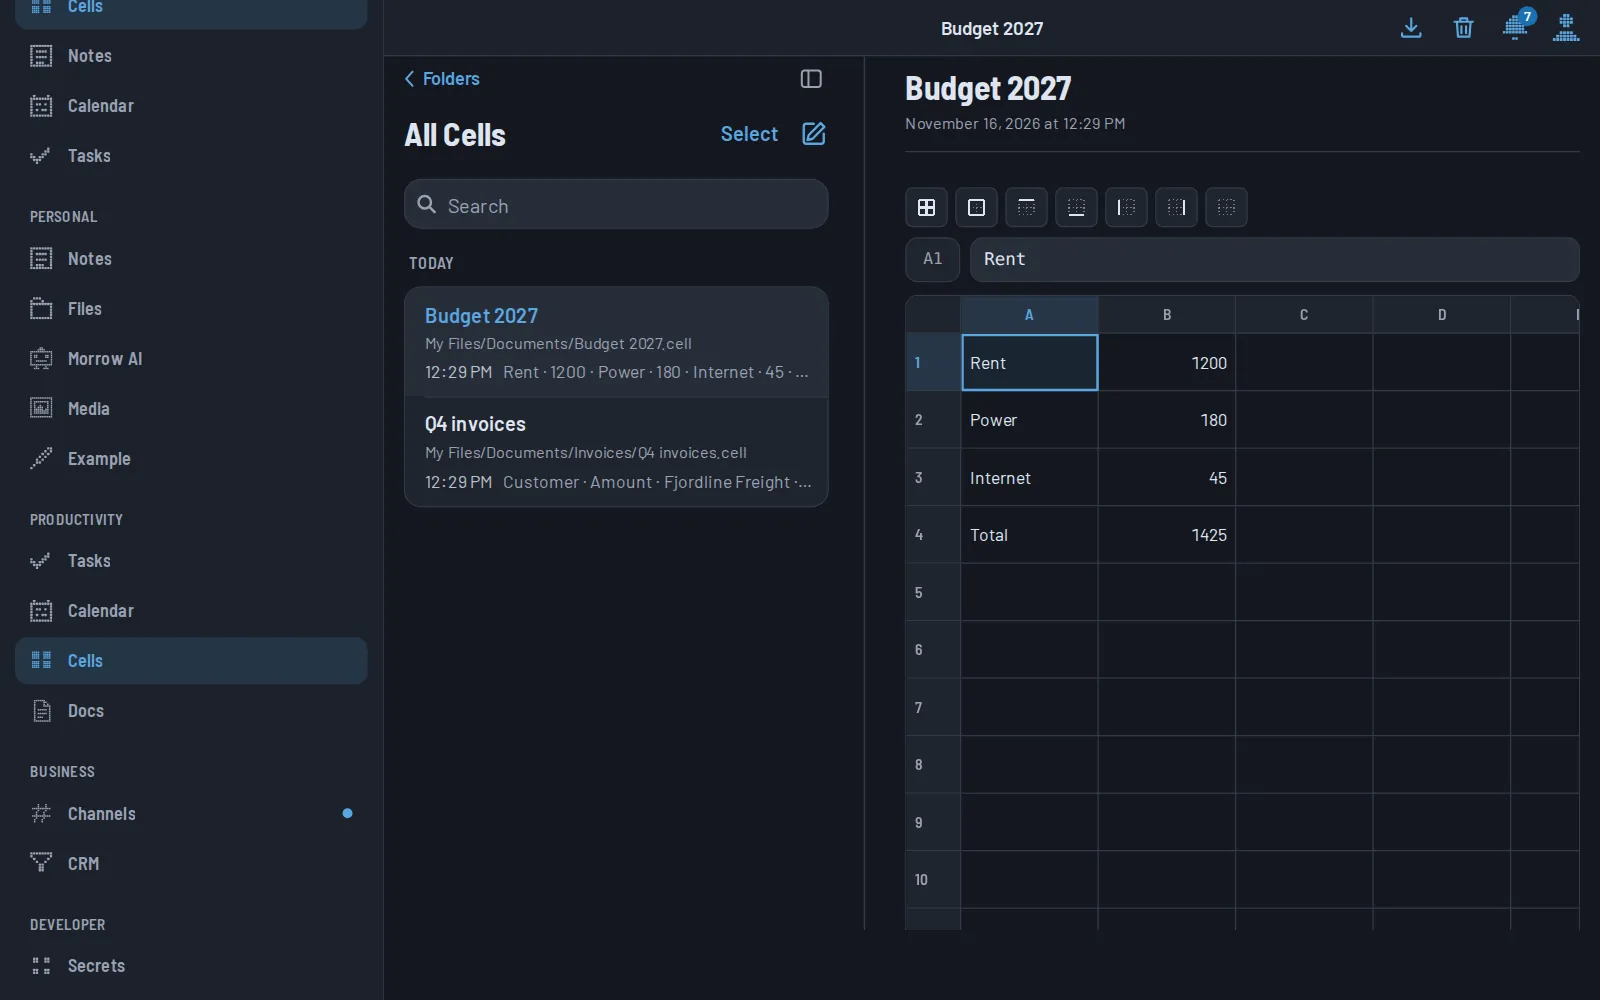 Cells
Notes
Calendar
Tasks
PERSONAL
Notes
Files
Morrow AI
Media
Example
PRODUCTIVITY
Tasks
Calendar
Cells
Docs
BUSINESS
Channels
CRM
DEVELOPER
Secrets
Budget 2027
7
Folders
All Cells
Select
Search
TODAY
Budget 2027
My Files/Documents/Budget 2027.cell
12:29 PM Rent · 1200 · Power · 180 · Internet · 45 · ...
Q4 invoices
My Files/Documents/Invoices/Q4 invoices.cell
12:29 PM Customer · Amount · Fjordline Freight ·...
Budget 2027
November 16, 2026 at 12:29 PM
A1 Rent
A B C D
1 Rent 1200
2 Power 180
3 Internet 45
4 Total 1425
5
6
7
8
9
10